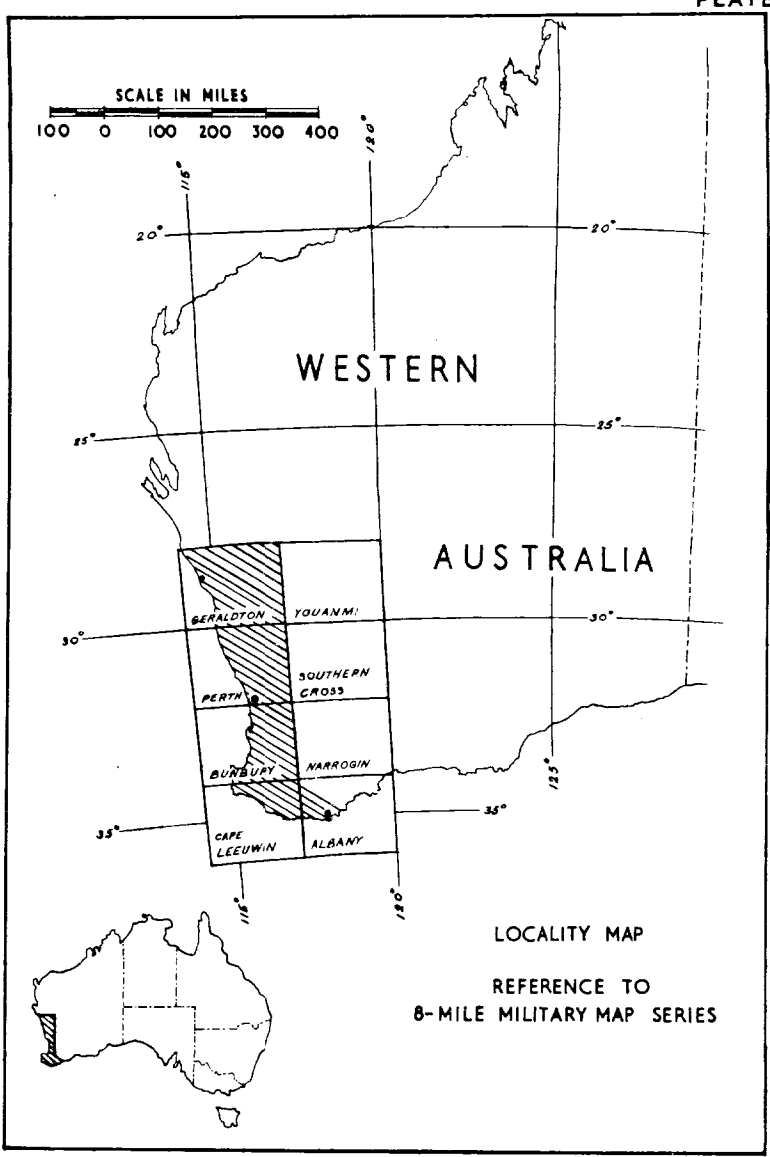 PLATE
SCALE IN MILES
100 0 100 200 300 400
115° 120°
20° 20°
WESTERN
25° 25°
AUSTRALIA
GERALDTON YOUANMI
30° 30°
SOUTHERN
CROSS
PERTH
BUNBURY NARROGIN
125°
35° 35°
CAPE
LEEUWIN ALBANY
115° 120°
LOCALITY MAP
REFERENCE TO
8-MILE MILITARY MAP SERIES